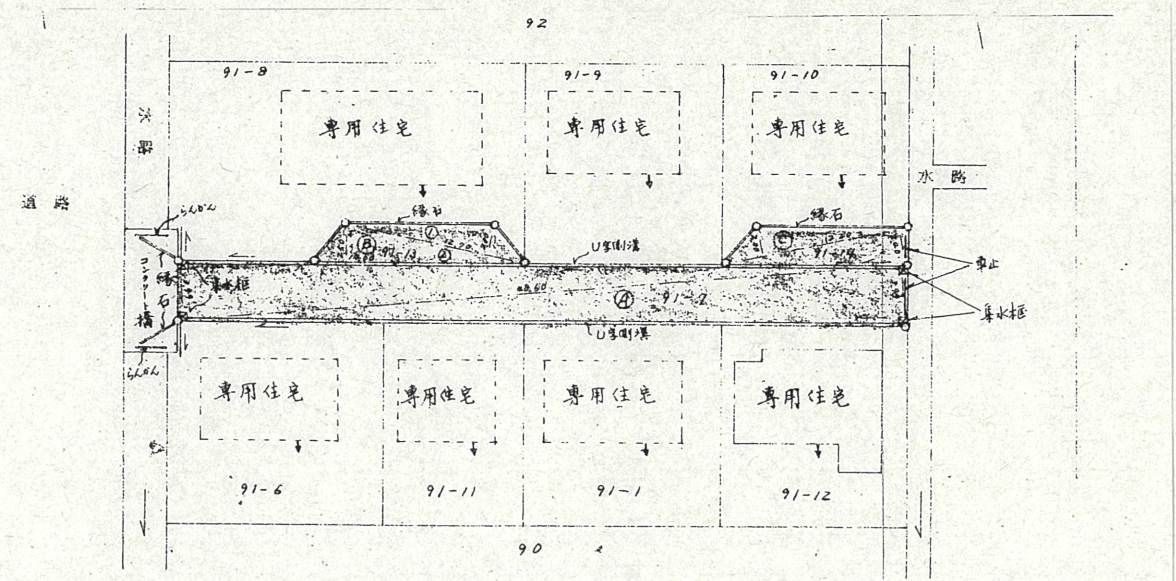 92
91-8
91-9
91-10
専用住宅
専用住宅
専用住宅
水路
水路
道路
らんかん
縁石
縁石
Ⓑ
①
②
Ⓒ
U字側溝
車止
コンクリート橋
縁石
集水桝
Ⓐ
91-2
集水桝
U字側溝
らんかん
専用住宅
専用住宅
専用住宅
専用住宅
91-6
91-11
91-1
91-12
90